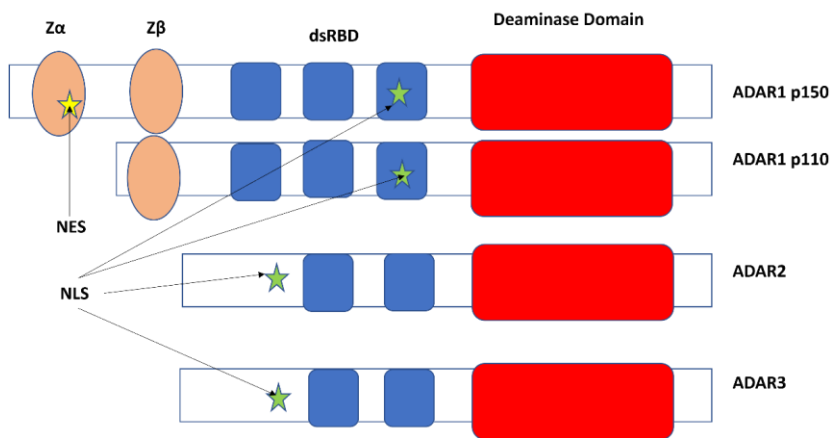 Zα
Zβ
dsRBD
Deaminase Domain
ADAR1 p150
ADAR1 p110
NES
NLS
ADAR2
ADAR3